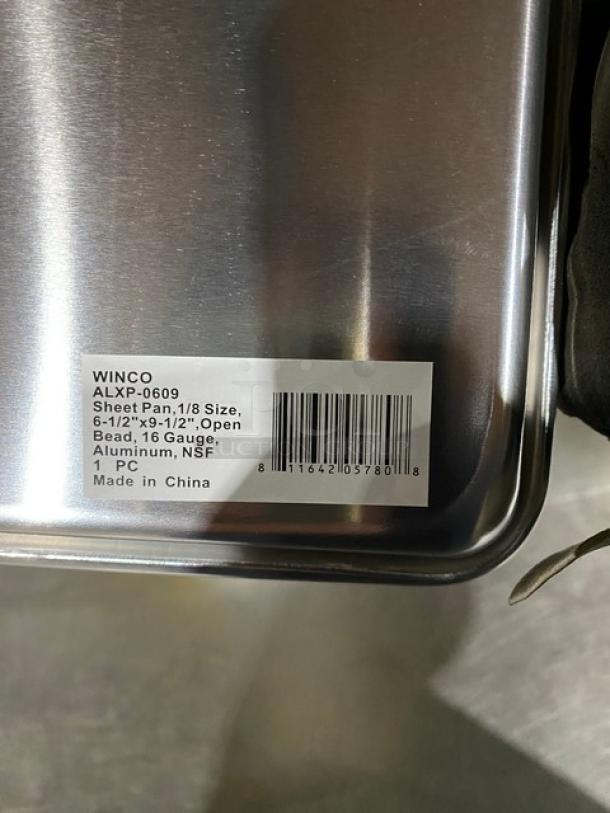 WINCO
ALXP-0609
Sheet Pan,1/8 Size,
6-1/2"x9-1/2",Open
Bead, 16 Gauge,
Aluminum, NSF
1 PC
Made in China
8 11642 05780 8